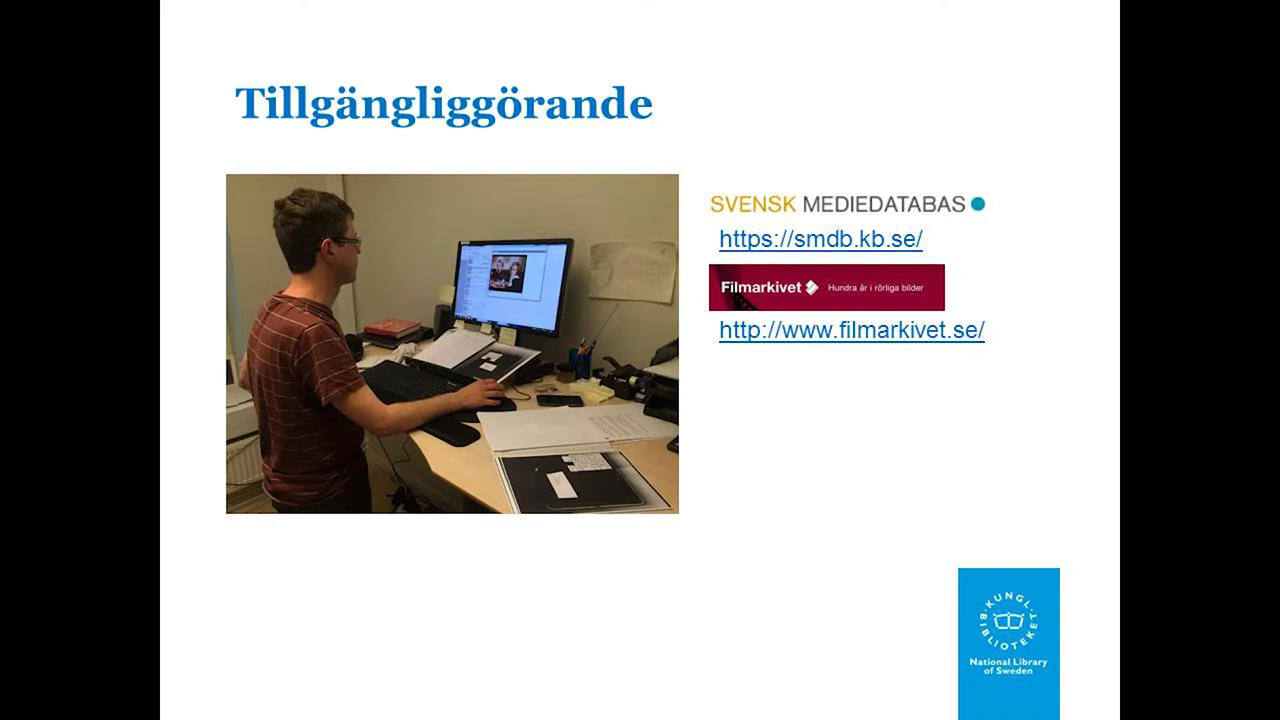 Tillgängliggörande
SVENSK MEDIEDATABAS
https://smdb.kb.se/
Filmarkivet Hundra år i rörliga bilder
http://www.filmarkivet.se/
KUNGL.
BIBLIOTEKET
National Library
of Sweden